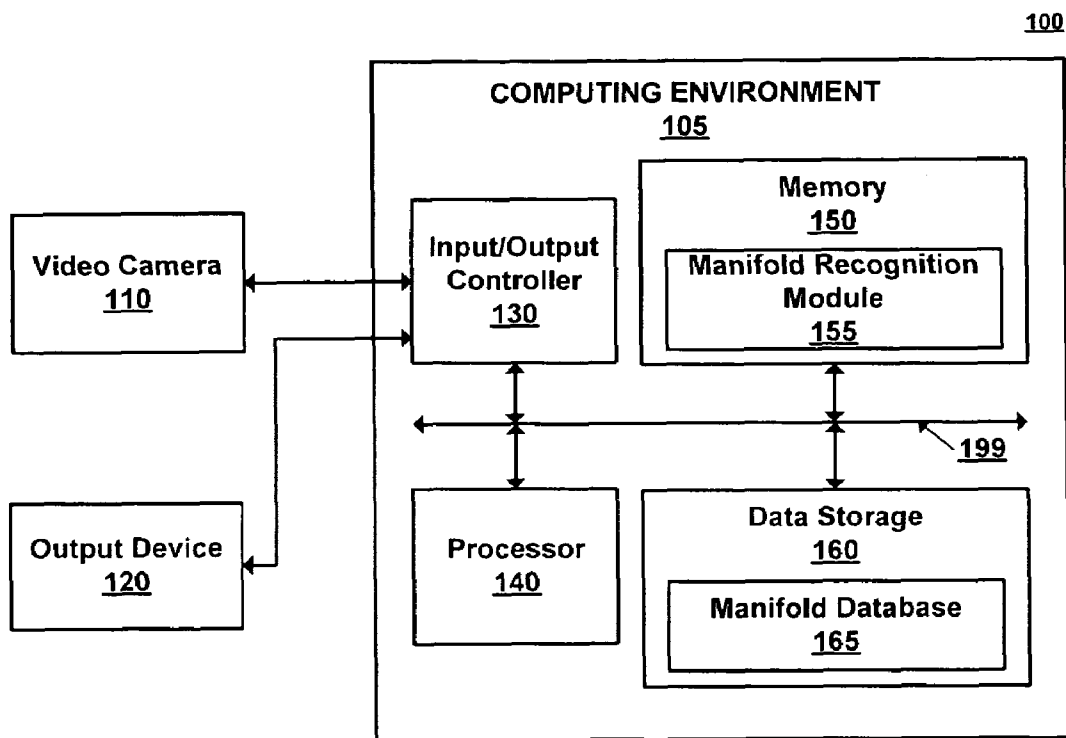 100
COMPUTING ENVIRONMENT
105
Memory
150
Manifold Recognition
Module
155
Input/Output
Controller
130
Video Camera
110
199
Output Device
120
Processor
140
Data Storage
160
Manifold Database
165